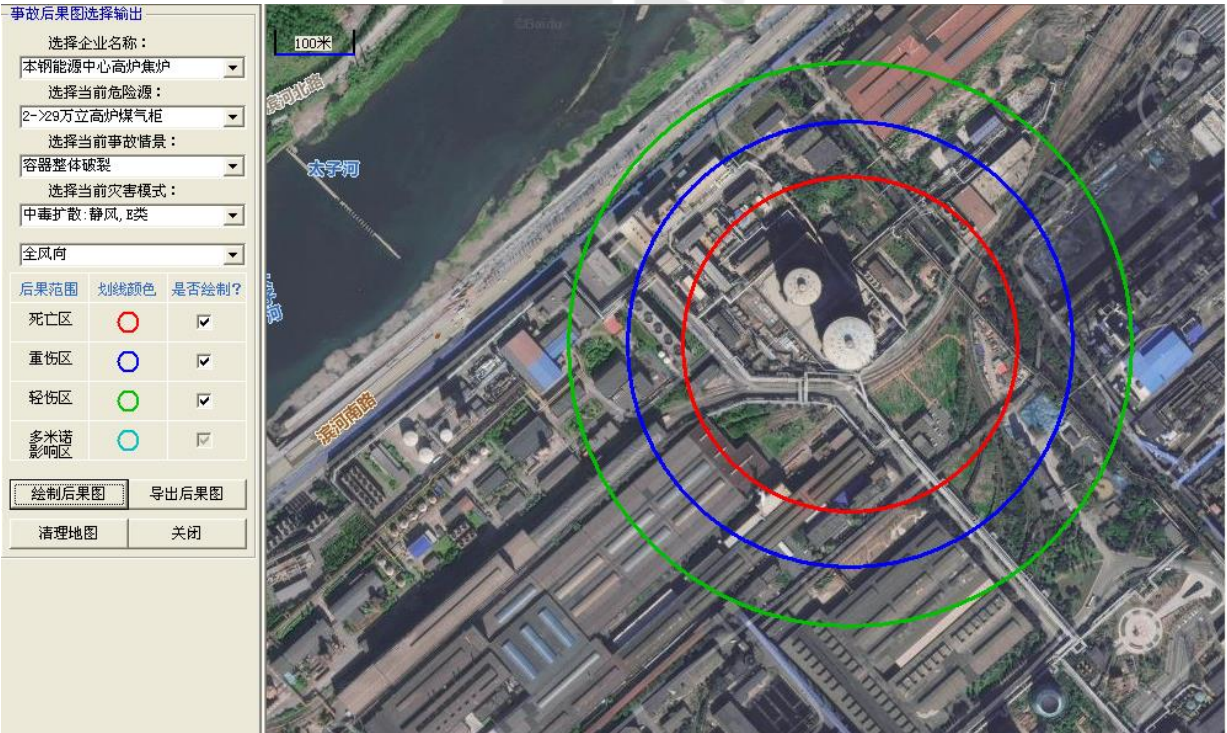 事故后果图选择输出
选择企业名称：
本钢能源中心高炉焦炉
选择当前危险源：
2->29万立高炉煤气柜
选择当前事故情景：
容器整体破裂
选择当前灾害模式：
中毒扩散:静风,E类
全风向
后果范围 划线颜色 是否绘制?
死亡区
重伤区
轻伤区
多米诺
影响区
绘制后果图 导出后果图
清理地图 关闭
©Baidu
100米
滨河北路
太子河
滨河南路